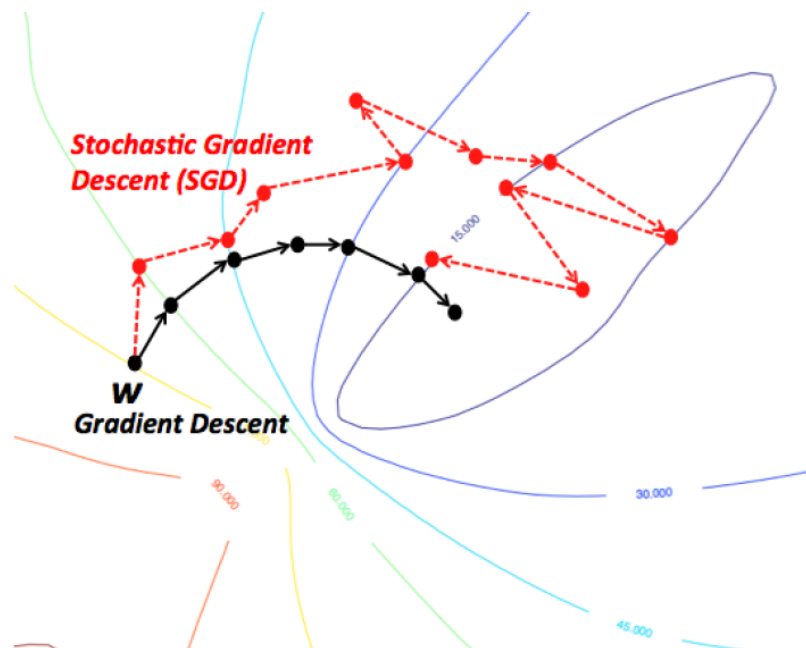 Stochastic Gradient
Descent (SGD)
15.000
W
Gradient Descent
90.000
60.000
30.000
45.000